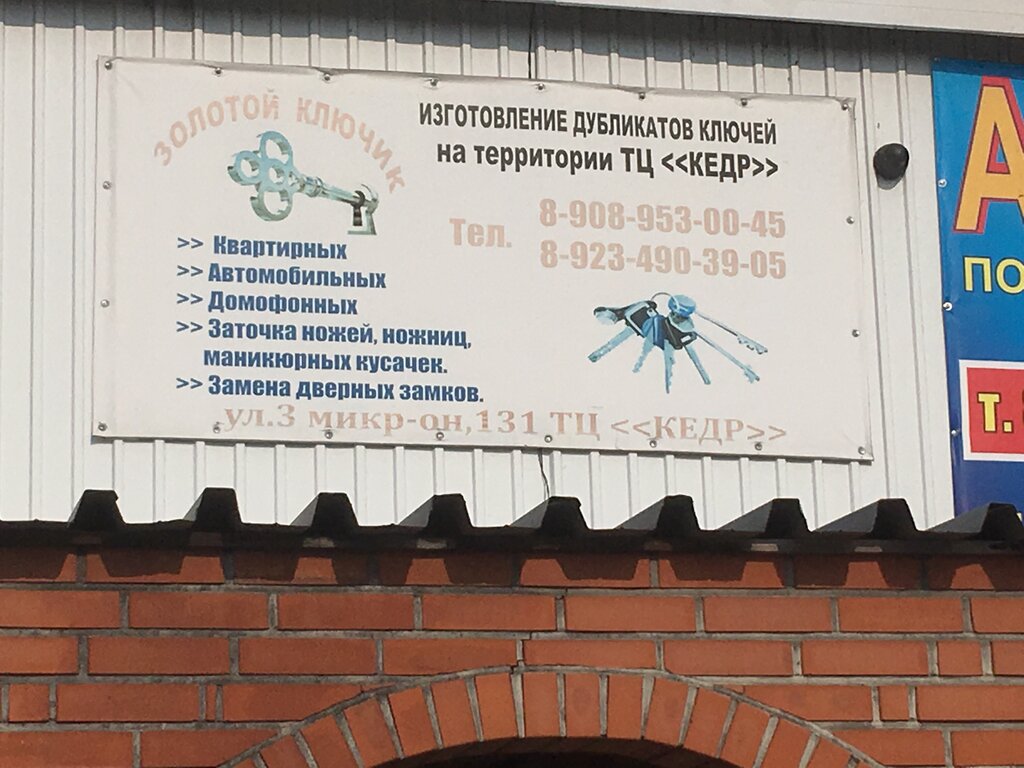 ЗОЛОТОЙ КЛЮЧИК
ИЗГОТОВЛЕНИЕ ДУБЛИКАТОВ КЛЮЧЕЙ
на территории ТЦ <<КЕДР>>
Тел.
8-908-953-00-45
8-923-490-39-05
>> Квартирных
>> Автомобильных
>> Домофонных
>> Заточка ножей, ножниц,
маникюрных кусачек.
>> Замена дверных замков.
ул.3 микр-он,131 ТЦ <<КЕДР>>
ПО
т.